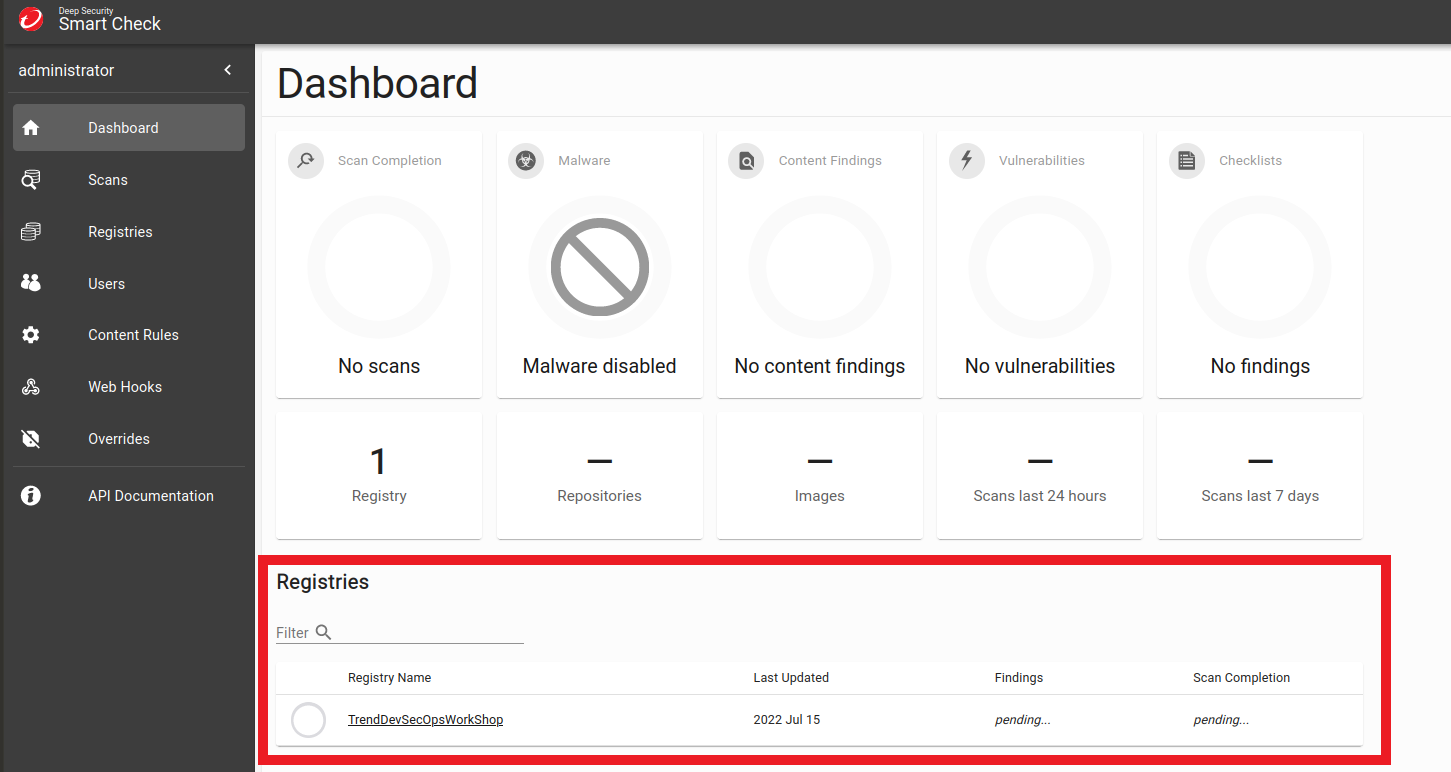 Deep Security
Smart Check
administrator
Dashboard
Scans
Registries
Users
Content Rules
Web Hooks
Overrides
API Documentation
Dashboard
Scan Completion
No scans
Malware
Malware disabled
Content Findings
No content findings
Vulnerabilities
No vulnerabilities
Checklists
No findings
1
Registry
—
Repositories
—
Images
—
Scans last 24 hours
—
Scans last 7 days
Registries
Filter
Registry Name Last Updated Findings Scan Completion
TrendDevSecOpsWorkShop 2022 Jul 15 pending... pending...